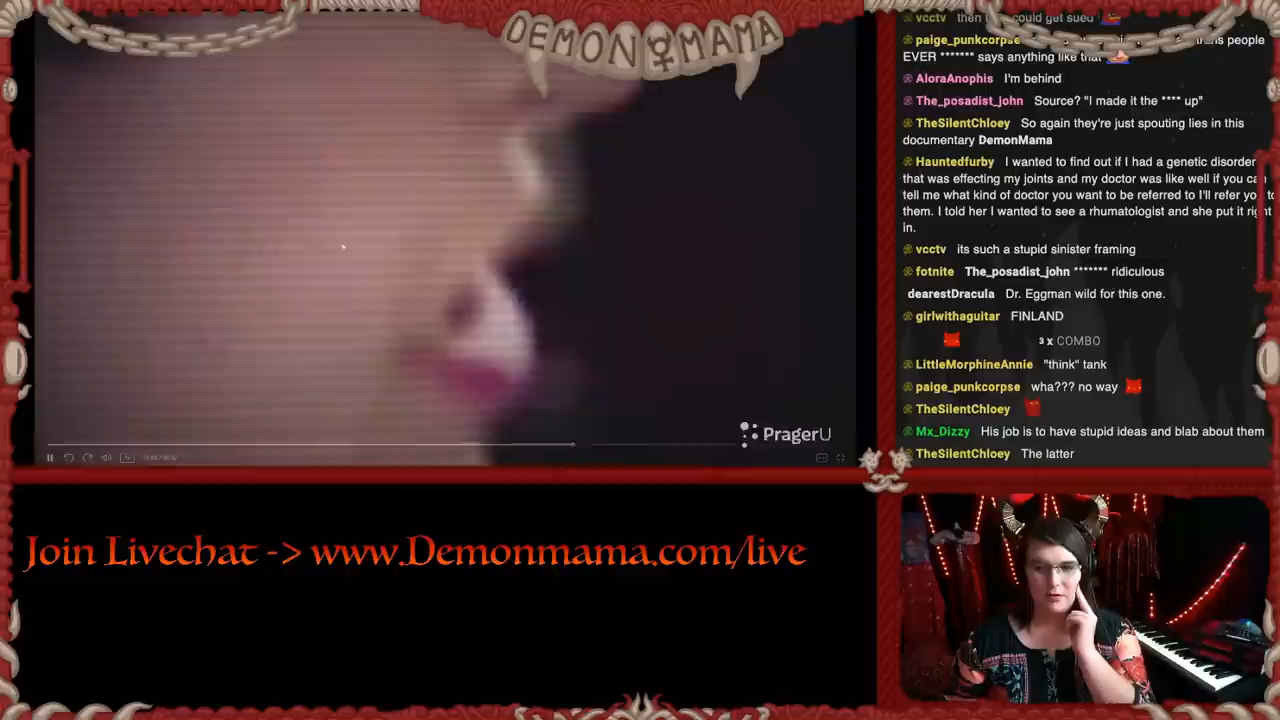 DEMON MAMA
PragerU
Join Livechat -> www.Demonmama.com/live
vcctv then could get sued
paige_punkcorpse people
EVER ******* says anything like that
AloraAnophis I'm behind
The_posadist_john Source? "I made it the **** up"
TheSilentChloey So again they're just spouting lies in this
documentary DemonMama
Hauntedfurby I wanted to find out if I had a genetic disorder
that was effecting my joints and my doctor was like well if you can
tell me what kind of doctor you want to be referred to I'll refer you to
them. I told her I wanted to see a rhumatologist and she put it right
in.
vcctv its such a stupid sinister framing
fotnite The_posadist_john ******* ridiculous
dearestDracula Dr. Eggman wild for this one.
girlwithaguitar FINLAND
3 x COMBO
LittleMorphineAnnie "think" tank
paige_punkcorpse wha??? no way
TheSilentChloey
Mx_Dizzy His job is to have stupid ideas and blab about them
TheSilentChloey The latter